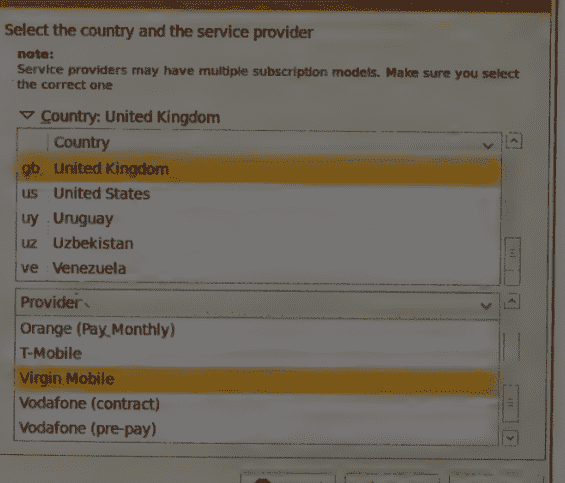 Select the country and the service provider
note:
Service providers may have multiple subscription models. Make sure you select
the correct one
Country: United Kingdom
Country
gb United Kingdom
us United States
uy Uruguay
uz Uzbekistan
ve Venezuela
Provider
Orange (Pay Monthly)
T-Mobile
Virgin Mobile
Vodafone (contract)
Vodafone (pre-pay)